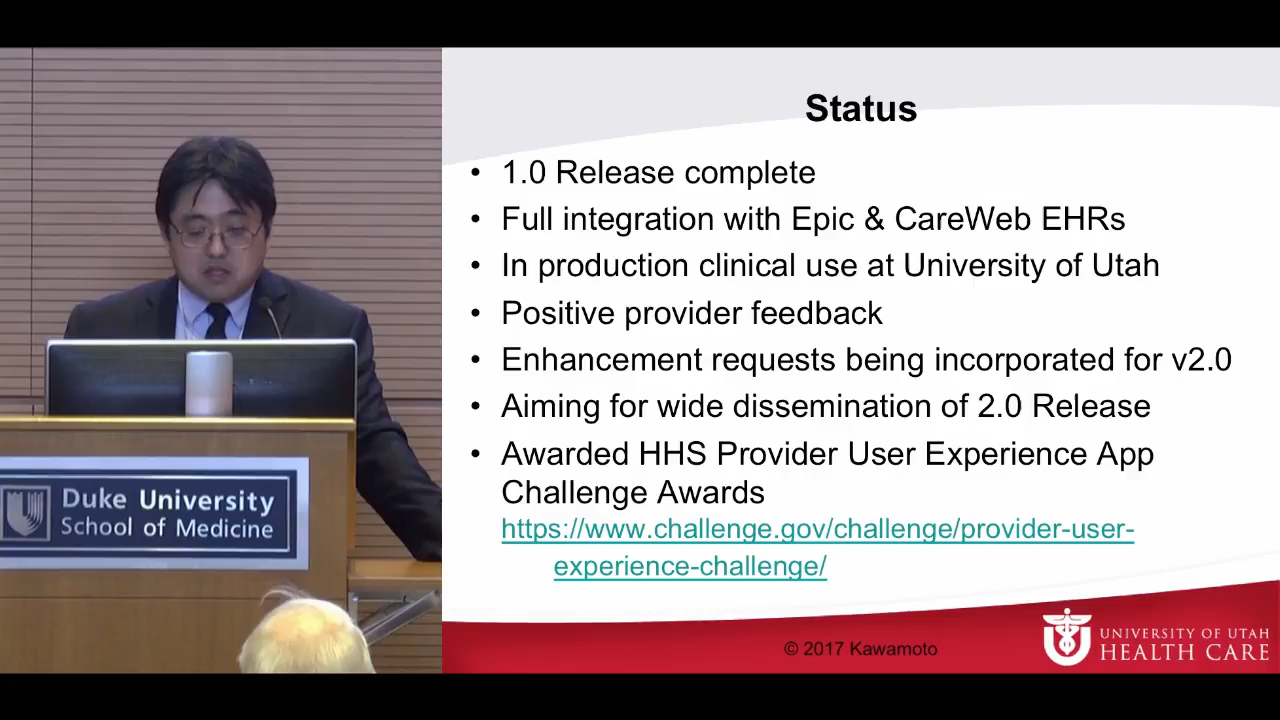 Status
• 1.0 Release complete
• Full integration with Epic & CareWeb EHRs
• In production clinical use at University of Utah
• Positive provider feedback
• Enhancement requests being incorporated for v2.0
• Aiming for wide dissemination of 2.0 Release
• Awarded HHS Provider User Experience App
Challenge Awards
https://www.challenge.gov/challenge/provider-user-
experience-challenge/
© 2017 Kawamoto
UNIVERSITY OF UTAH
HEALTH CARE
U
Duke University
School of Medicine